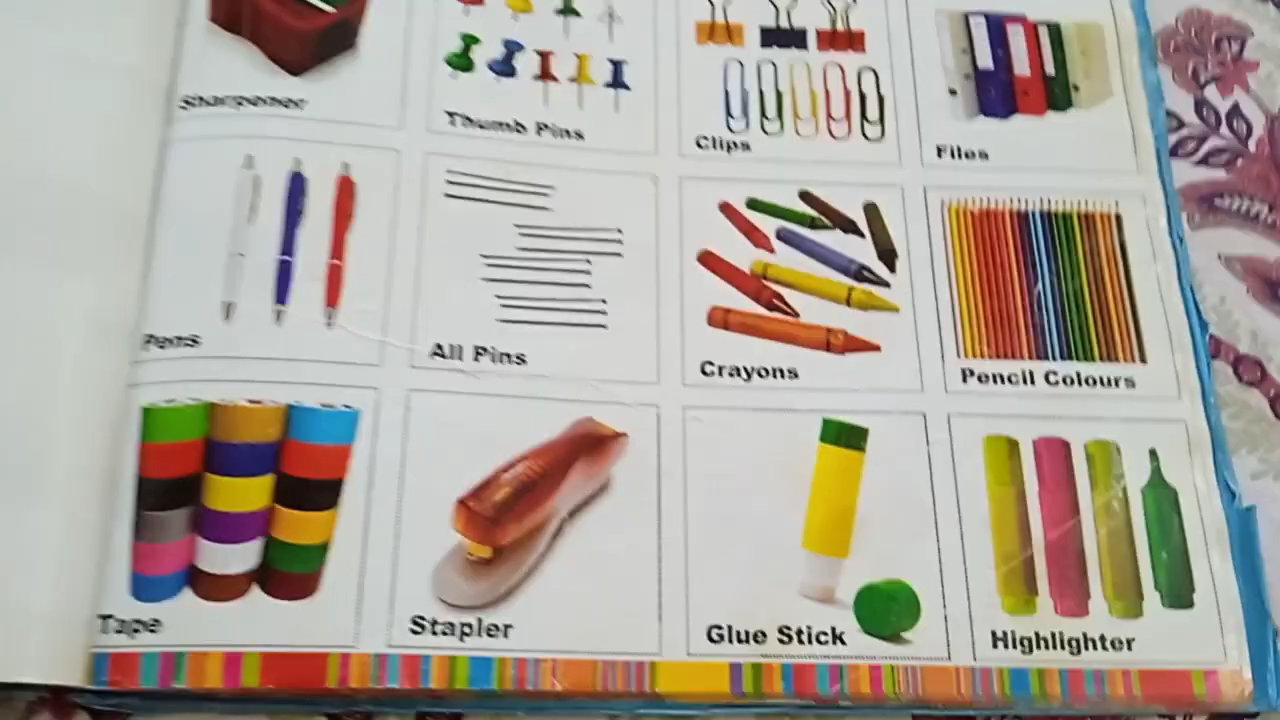 Sharpener
Thumb Pins
Clips
Files
Pens
All Pins
Crayons
Pencil Colours
Tape
Stapler
Glue Stick
Highlighter